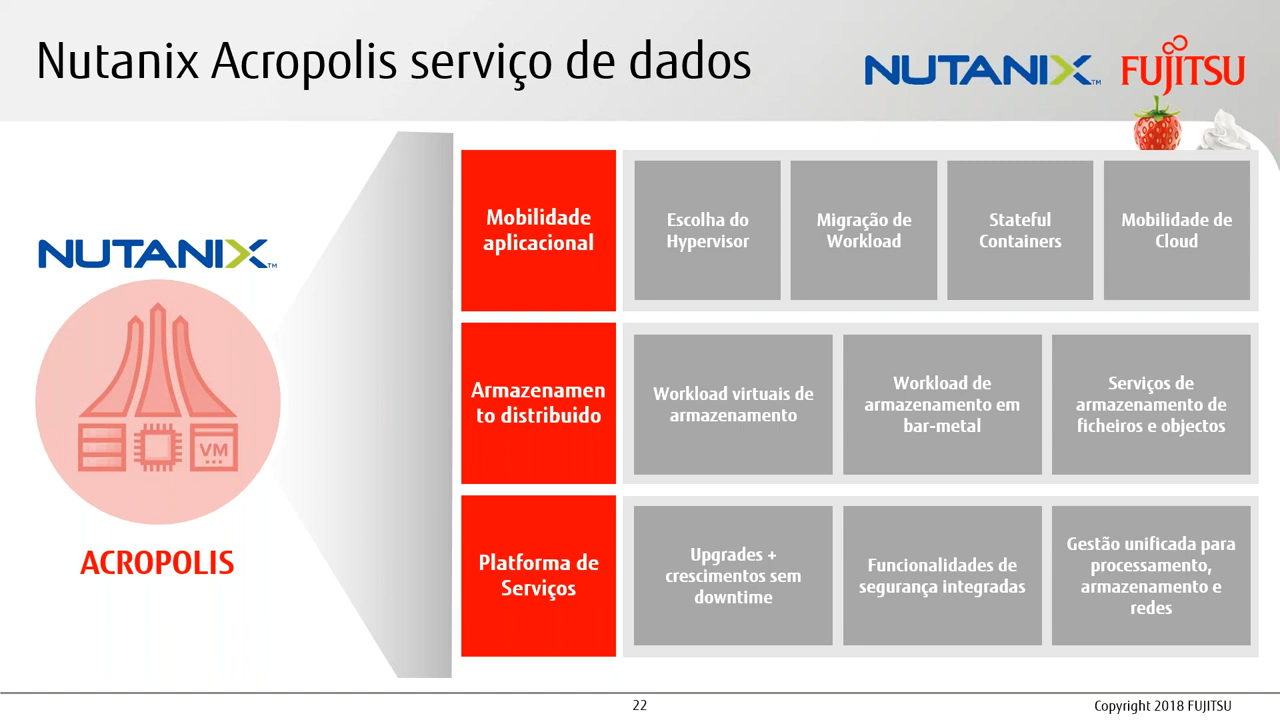 Nutanix Acropolis serviço de dados
NUTANIX™
FUJITSU
NUTANIX™
VM
ACROPOLIS
Mobilidade
aplicacional
Escolha do
Hypervisor
Migração de
Workload
Stateful
Containers
Mobilidade de
Cloud
Armazenamen
to distribuido
Workload virtuais de
armazenamento
Workload de
armazenamento em
bar-metal
Serviços de
armazenamento de
ficheiros e objectos
Platforma de
Serviços
Upgrades +
crescimentos sem
downtime
Funcionalidades de
segurança integradas
Gestão unificada para
processamento,
armazenamento e
redes
22
Copyright 2018 FUJITSU